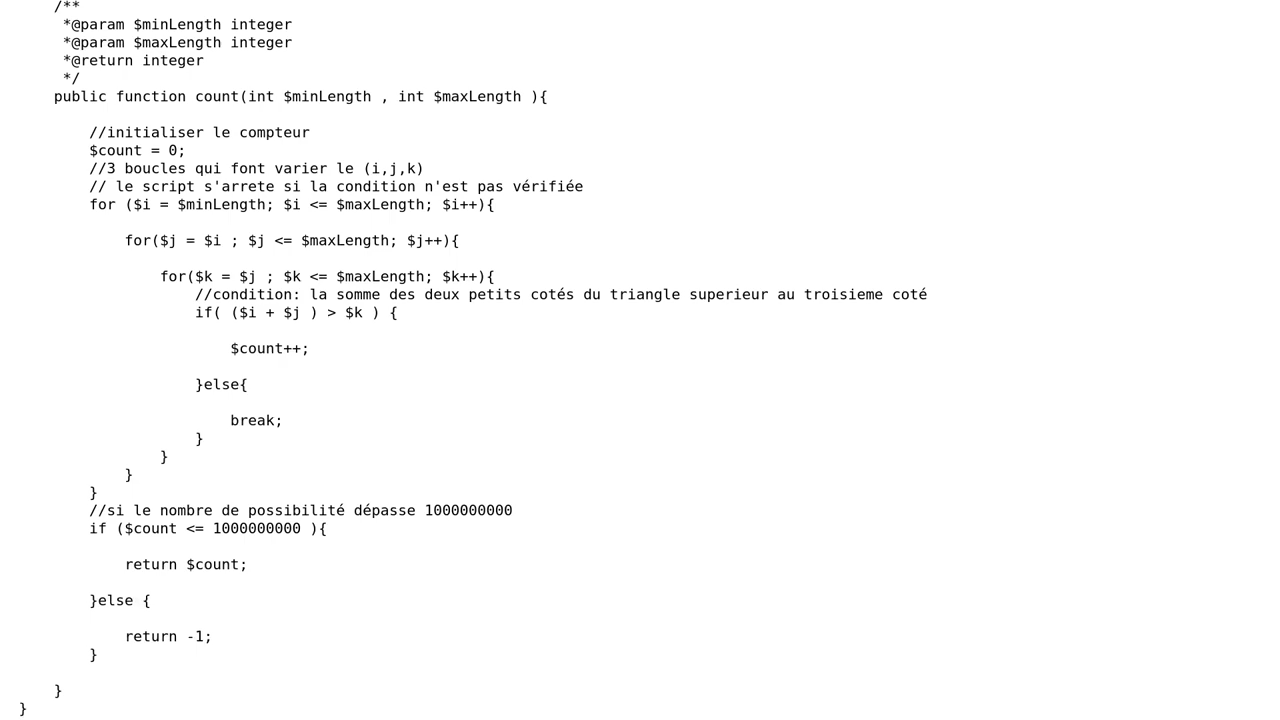 /**
*@param $minLength integer
*@param $maxLength integer
*@return integer
*/
public function count(int $minLength , int $maxLength ){
//initialiser le compteur
$count = 0;
//3 boucles qui font varier le (i,j,k)
// le script s'arrete si la condition n'est pas vérifiée
for ($i = $minLength; $i <= $maxLength; $i++){
for($j = $i ; $j <= $maxLength; $j++){
for($k = $j ; $k <= $maxLength; $k++){
//condition: la somme des deux petits cotés du triangle superieur au troisieme coté
if( ($i + $j ) > $k ) {
$count++;
}else{
break;
}
}
}
}
//si le nombre de possibilité dépasse 1000000000
if ($count <= 1000000000 ){
return $count;
}else {
return -1;
}
}
}